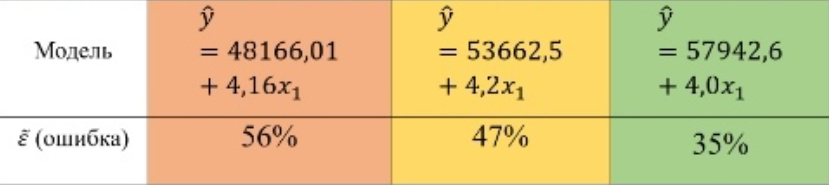 Модель
ŷ
= 48166,01
+ 4,16x₁
ŷ
= 53662,5
+ 4,2x₁
ŷ
= 57942,6
+ 4,0x₁
ε̃ (ошибка)
56%
47%
35%